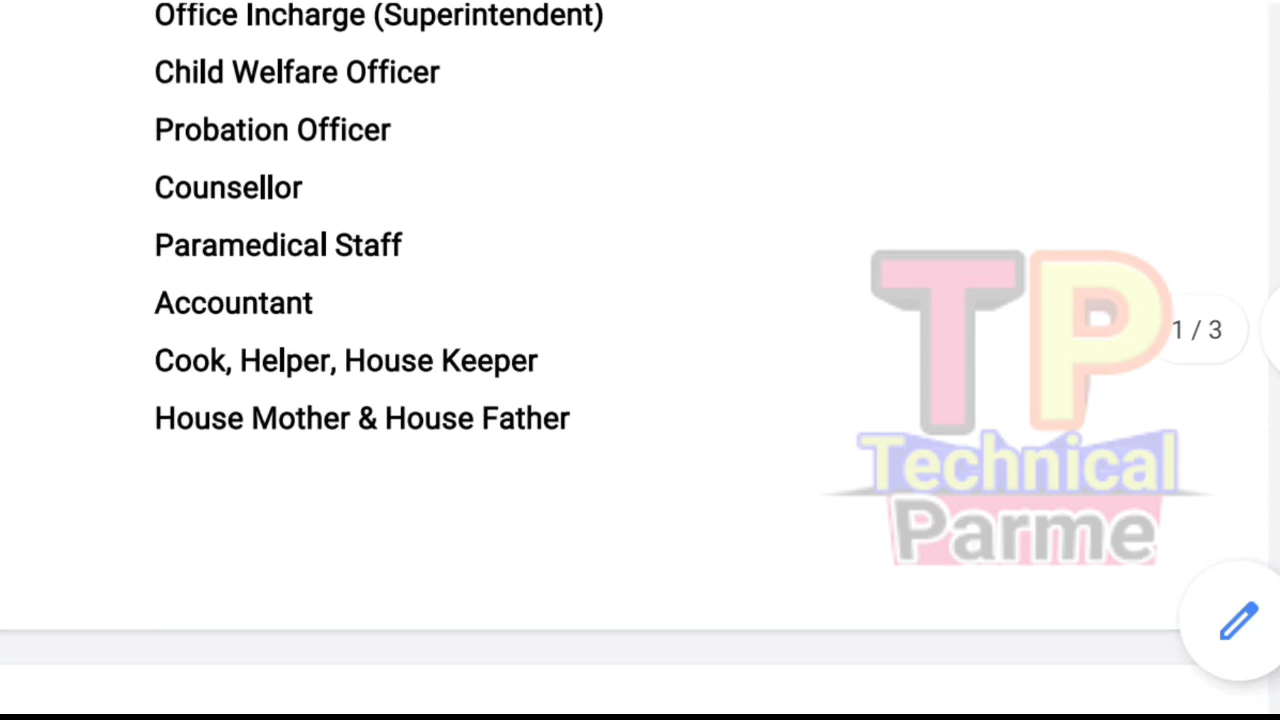 Office Incharge (Superintendent)
Child Welfare Officer
Probation Officer
Counsellor
Paramedical Staff
Accountant
Cook, Helper, House Keeper
House Mother & House Father
TP
Technical
Parme
1 / 3